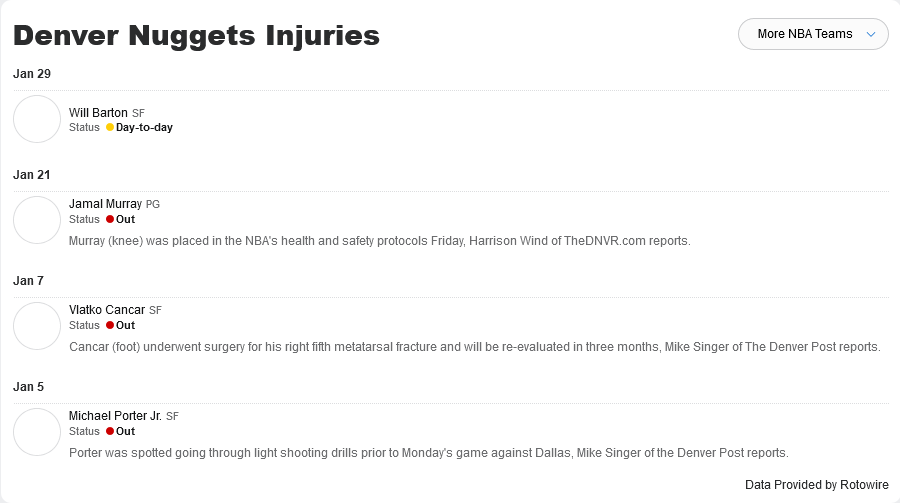 Denver Nuggets Injuries
More NBA Teams
Jan 29
Will Barton SF
Status Day-to-day
Jan 21
Jamal Murray PG
Status Out
Murray (knee) was placed in the NBA's health and safety protocols Friday, Harrison Wind of TheDNVR.com reports.
Jan 7
Vlatko Cancar SF
Status Out
Cancar (foot) underwent surgery for his right fifth metatarsal fracture and will be re-evaluated in three months, Mike Singer of The Denver Post reports.
Jan 5
Michael Porter Jr. SF
Status Out
Porter was spotted going through light shooting drills prior to Monday's game against Dallas, Mike Singer of the Denver Post reports.
Data Provided by Rotowire